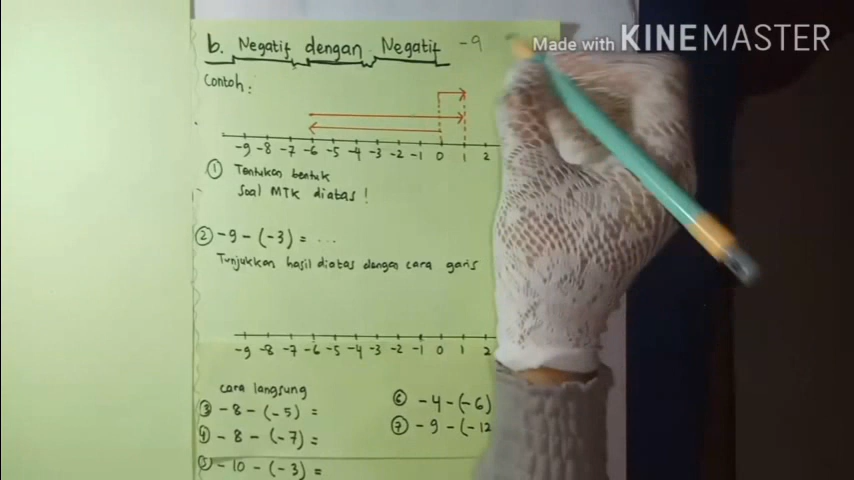 b. Negatif dengan Negatif -9
Made with KINEMASTER
Contoh:
-9 -8 -7 -6 -5 -4 -3 -2 -1 0 1 2
① Tentukan bentuk
Soal MTK diatas!
② -9 - (-3) = ...
Tunjukkan hasil diatas dengan cara garis
-9 -8 -7 -6 -5 -4 -3 -2 -1 0 1 2
cara langsung
③ -8 - (-5) =
④ -8 - (-7) =
⑤ -10 - (-3) =
⑥ -4 - (-6)
⑦ -9 - (-12